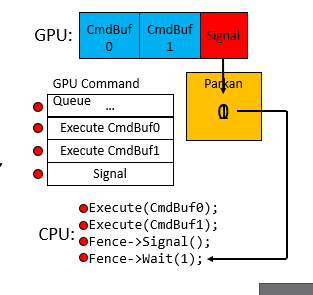 GPU:
CmdBuf
0
CmdBuf
1
Signal
GPU Command
Queue
...
Execute CmdBuf0
Execute CmdBuf1
Signal
Parkan
CPU:
Execute(CmdBuf0);
Execute(CmdBuf1);
Fence->Signal();
Fence->Wait(1);